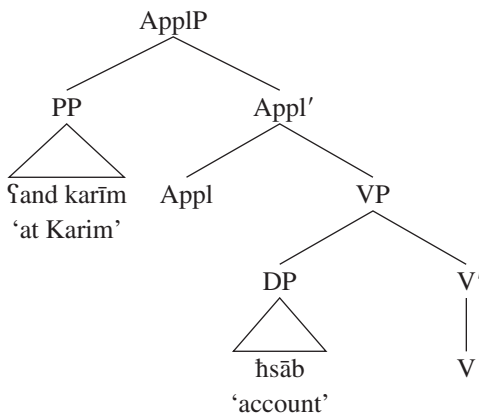 ApplP
PP Appl′
ʕand karīm Appl VP
‘at Karim’
DP V′
ħsāb V
‘account’